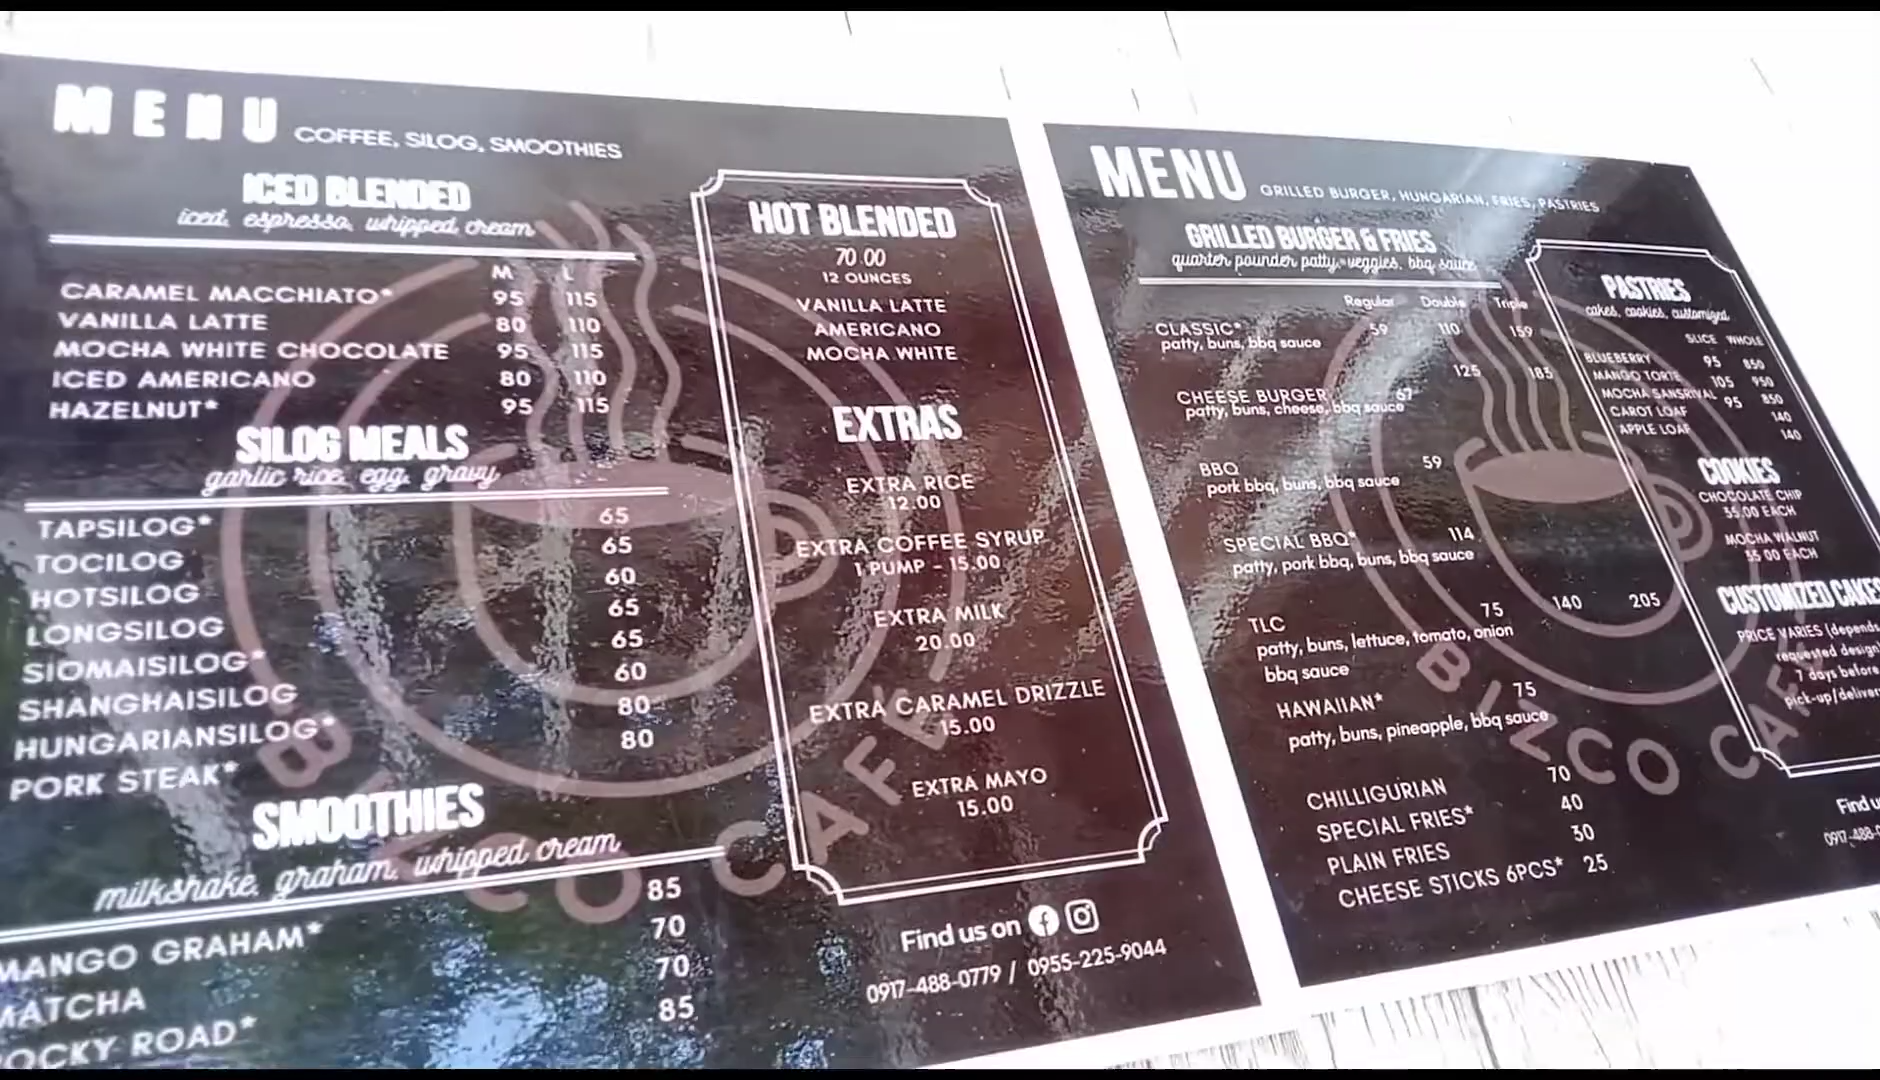 MENU COFFEE, SILOG, SMOOTHIES
ICED BLENDED
iced, espresso, whipped cream
M L
CARAMEL MACCHIATO* 95 115
VANILLA LATTE 80 110
MOCHA WHITE CHOCOLATE 95 115
ICED AMERICANO 80 110
HAZELNUT* 95 115
SILOG MEALS
garlic rice, egg, gravy
TAPSILOG* 65
TOCILOG 65
HOTSILOG 60
LONGSILOG 65
SIOMAISILOG* 65
SHANGHAISILOG 60
HUNGARIANSILOG* 80
PORK STEAK* 80
SMOOTHIES
milkshake, graham, whipped cream
MANGO GRAHAM* 85
MATCHA 70
ROCKY ROAD* 70
85
HOT BLENDED
70.00
12 OUNCES
VANILLA LATTE
AMERICANO
MOCHA WHITE
EXTRAS
EXTRA RICE
12.00
EXTRA COFFEE SYRUP
1 PUMP - 15.00
EXTRA MILK
20.00
EXTRA CARAMEL DRIZZLE
15.00
EXTRA MAYO
15.00
Find us on
0917-488-0779 / 0955-225-9044
BIZCO CAFE
MENU GRILLED BURGER, HUNGARIAN, FRIES, PASTRIES
GRILLED BURGER & FRIES
quarter pounder patty, veggies, bbq sauce
Regular Double Triple
CLASSIC* 59 110 159
patty, buns, bbq sauce
CHEESE BURGER 67 125 183
patty, buns, cheese, bbq sauce
BBQ 59
pork bbq, buns, bbq sauce
SPECIAL BBQ* 114
patty, pork bbq, buns, bbq sauce
TLC 75 140 205
patty, buns, lettuce, tomato, onion
bbq sauce
HAWAIIAN* 75
patty, buns, pineapple, bbq sauce
CHILLIGURIAN 70
SPECIAL FRIES* 40
PLAIN FRIES 30
CHEESE STICKS 6PCS* 25
PASTRIES
cakes, cookies, customized
SLICE WHOLE
BLUEBERRY 95 850
MANGO TORTE 105 950
MOCHA SANSRIVAL 95 850
CAROT LOAF 140
APPLE LOAF 140
COOKIES
CHOCOLATE CHIP
35.00 EACH
MOCHA WALNUT
35.00 EACH
CUSTOMIZED CAKES
PRICE VARIES (depends
requested design
7 days before
pick-up/deliver
Find u
0917-488-0
BIZCO CAF